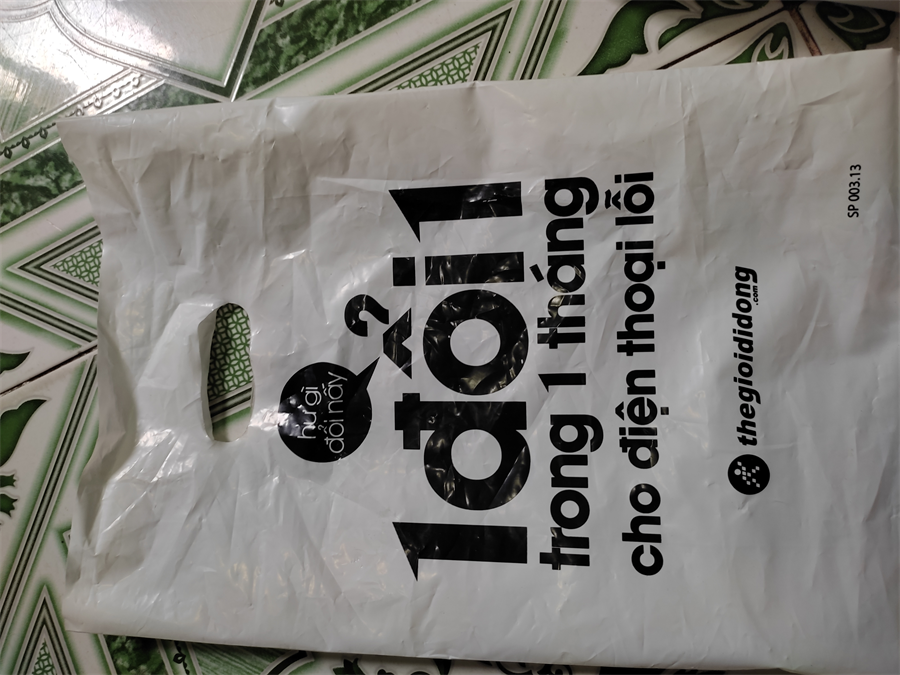 hư gì
đổi nấy
1 đổi 1
trong 1 tháng
cho điện thoại lỗi
thegioididong
.com
SP 003.13